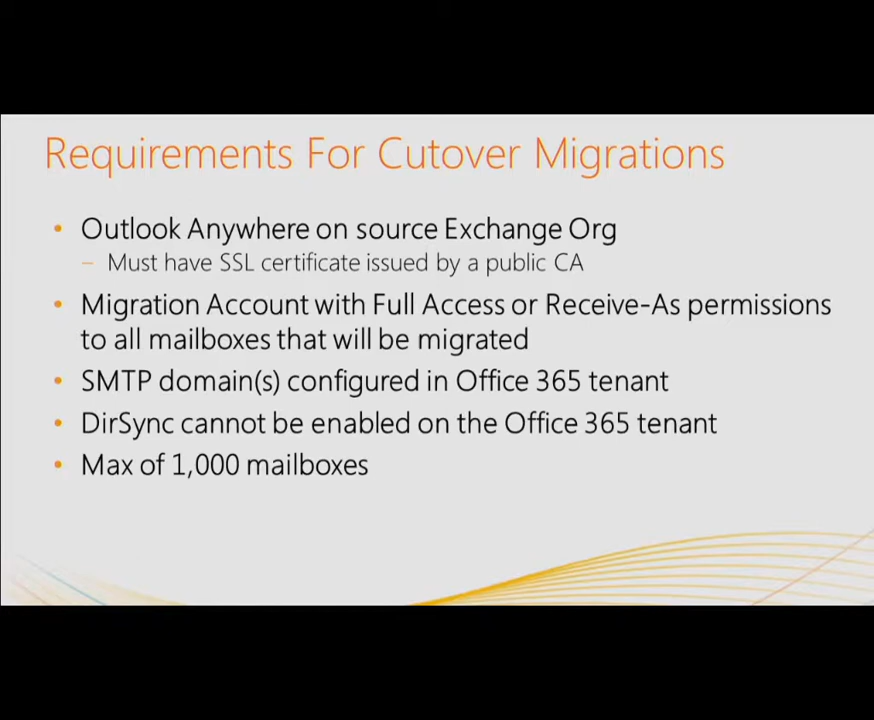 Requirements For Cutover Migrations
• Outlook Anywhere on source Exchange Org
– Must have SSL certificate issued by a public CA
• Migration Account with Full Access or Receive-As permissions
to all mailboxes that will be migrated
• SMTP domain(s) configured in Office 365 tenant
• DirSync cannot be enabled on the Office 365 tenant
• Max of 1,000 mailboxes